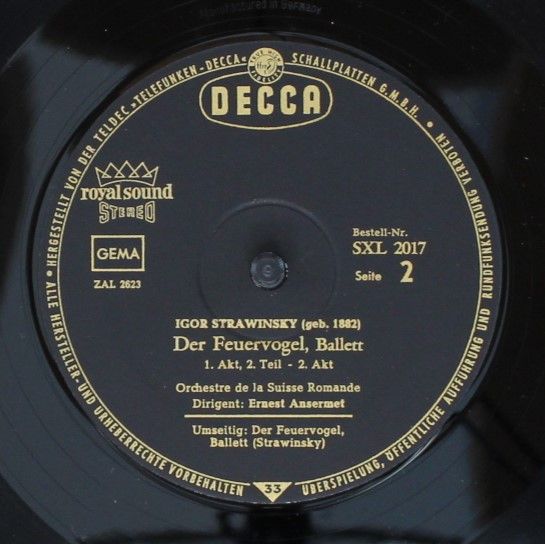 Manufactured in Germany
• HERGESTELLT VON DER TELDEC »TELEFUNKEN-DECCA« SCHALLPLATTEN G.M.B.H. •
DECCA
royal sound
STEREO
GEMA
ZAL 2623
Bestell-Nr.
SXL 2017
Seite 2
IGOR STRAWINSKY (geb. 1882)
Der Feuervogel, Ballett
1. Akt, 2. Teil - 2. Akt
Orchestre de la Suisse Romande
Dirigent: Ernest Ansermet
Umseitig: Der Feuervogel,
Ballett (Strawinsky)
• ALLE HERSTELLER- UND URHEBERRECHTE VORBEHALTEN
33
ÜBERSPIELUNG, ÖFFENTLICHE AUFFÜHRUNG UND RUNDFUNKSENDUNG VERBOTEN